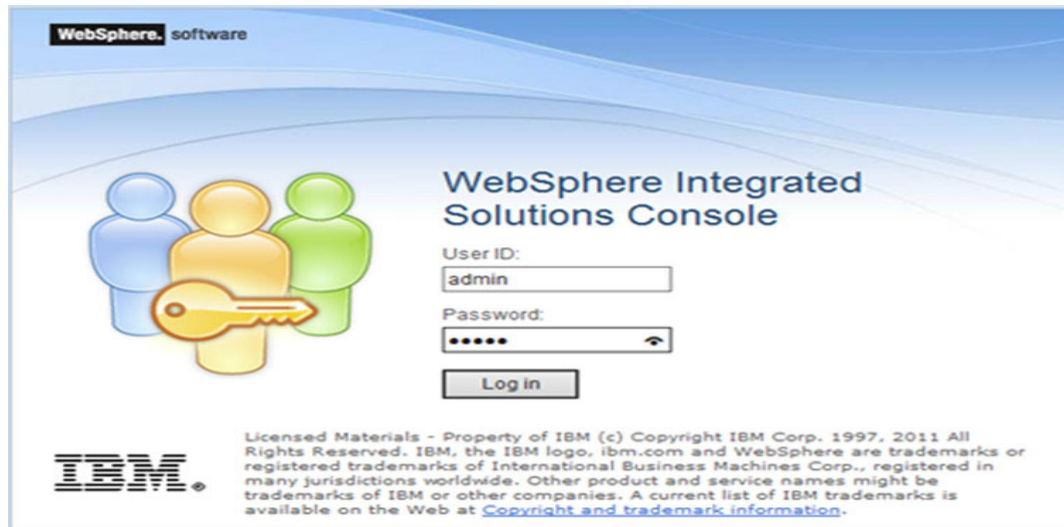 WebSphere. software
WebSphere Integrated
Solutions Console
User ID:
admin
Password:
•••••
Log in
Licensed Materials - Property of IBM (c) Copyright IBM Corp. 1997, 2011 All
Rights Reserved. IBM, the IBM logo, ibm.com and WebSphere are trademarks or
registered trademarks of International Business Machines Corp., registered in
many jurisdictions worldwide. Other product and service names might be
trademarks of IBM or other companies. A current list of IBM trademarks is
available on the Web at Copyright and trademark information.
IBM®